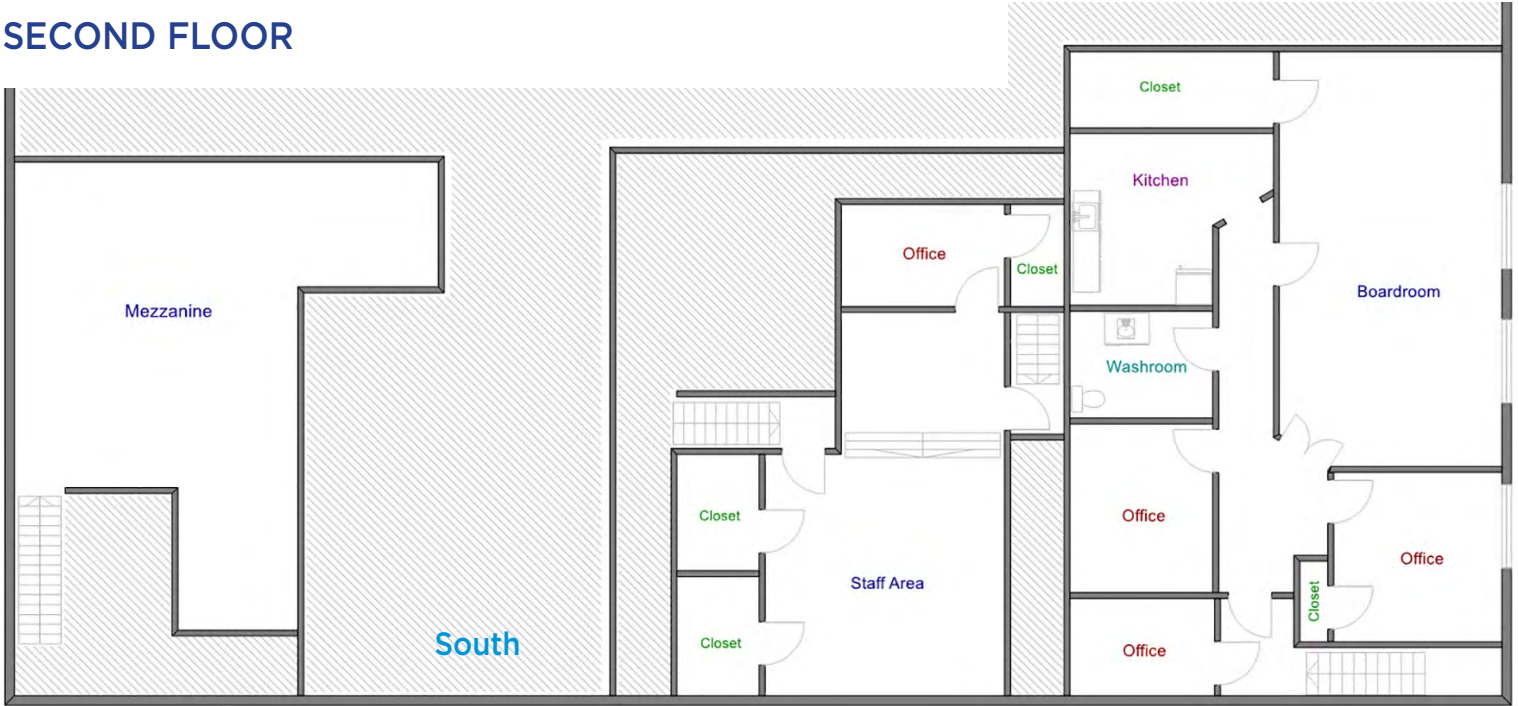 SECOND FLOOR
Closet
Kitchen
Office
Closet
Boardroom
Mezzanine
Washroom
Closet
Office
Office
Staff Area
Closet
Closet
South
Office